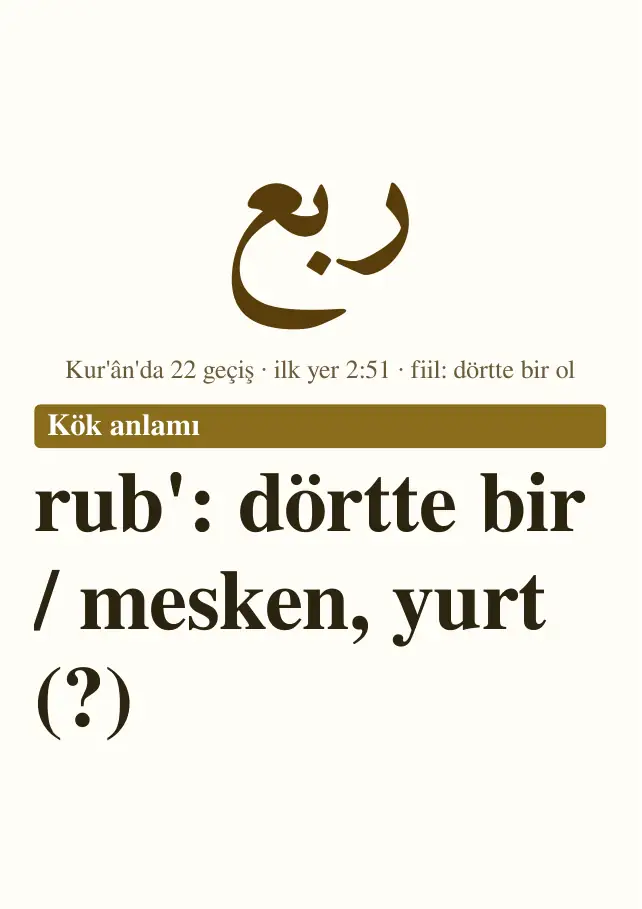 ربع
Kur'ân'da 22 geçiş · ilk yer 2:51 · fiil: dörtte bir ol
Kök anlamı
rub': dörtte bir
/ mesken, yurt
(?)